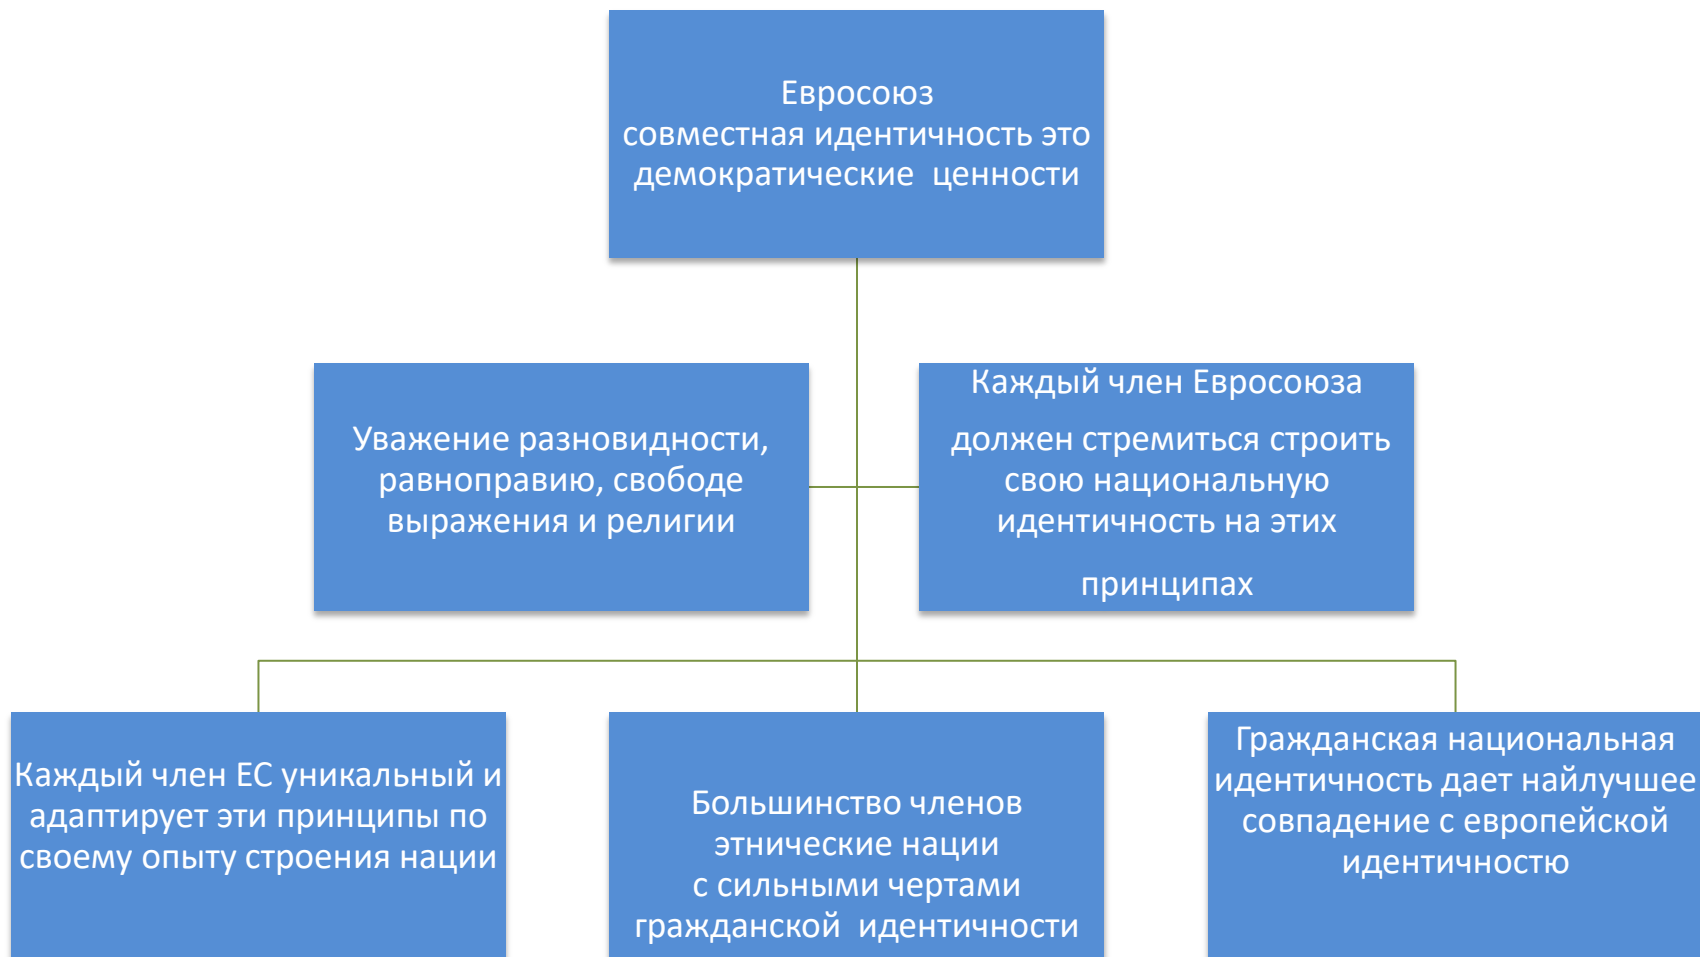 Евросоюз
совместная идентичность это
демократические  ценности
Уважение разновидности,
равноправию, свободе
выражения и религии
Каждый член Евросоюза
должен стремиться строить
свою национальную
идентичность на этих
принципах
Каждый член ЕС уникальный и
адаптирует эти принципы по
своему опыту строения нации
Большинство членов
этнические нации
с сильными чертами
гражданской  идентичности
Гражданская национальная
идентичность дает найлучшее
совпадение с европейской
идентичностю